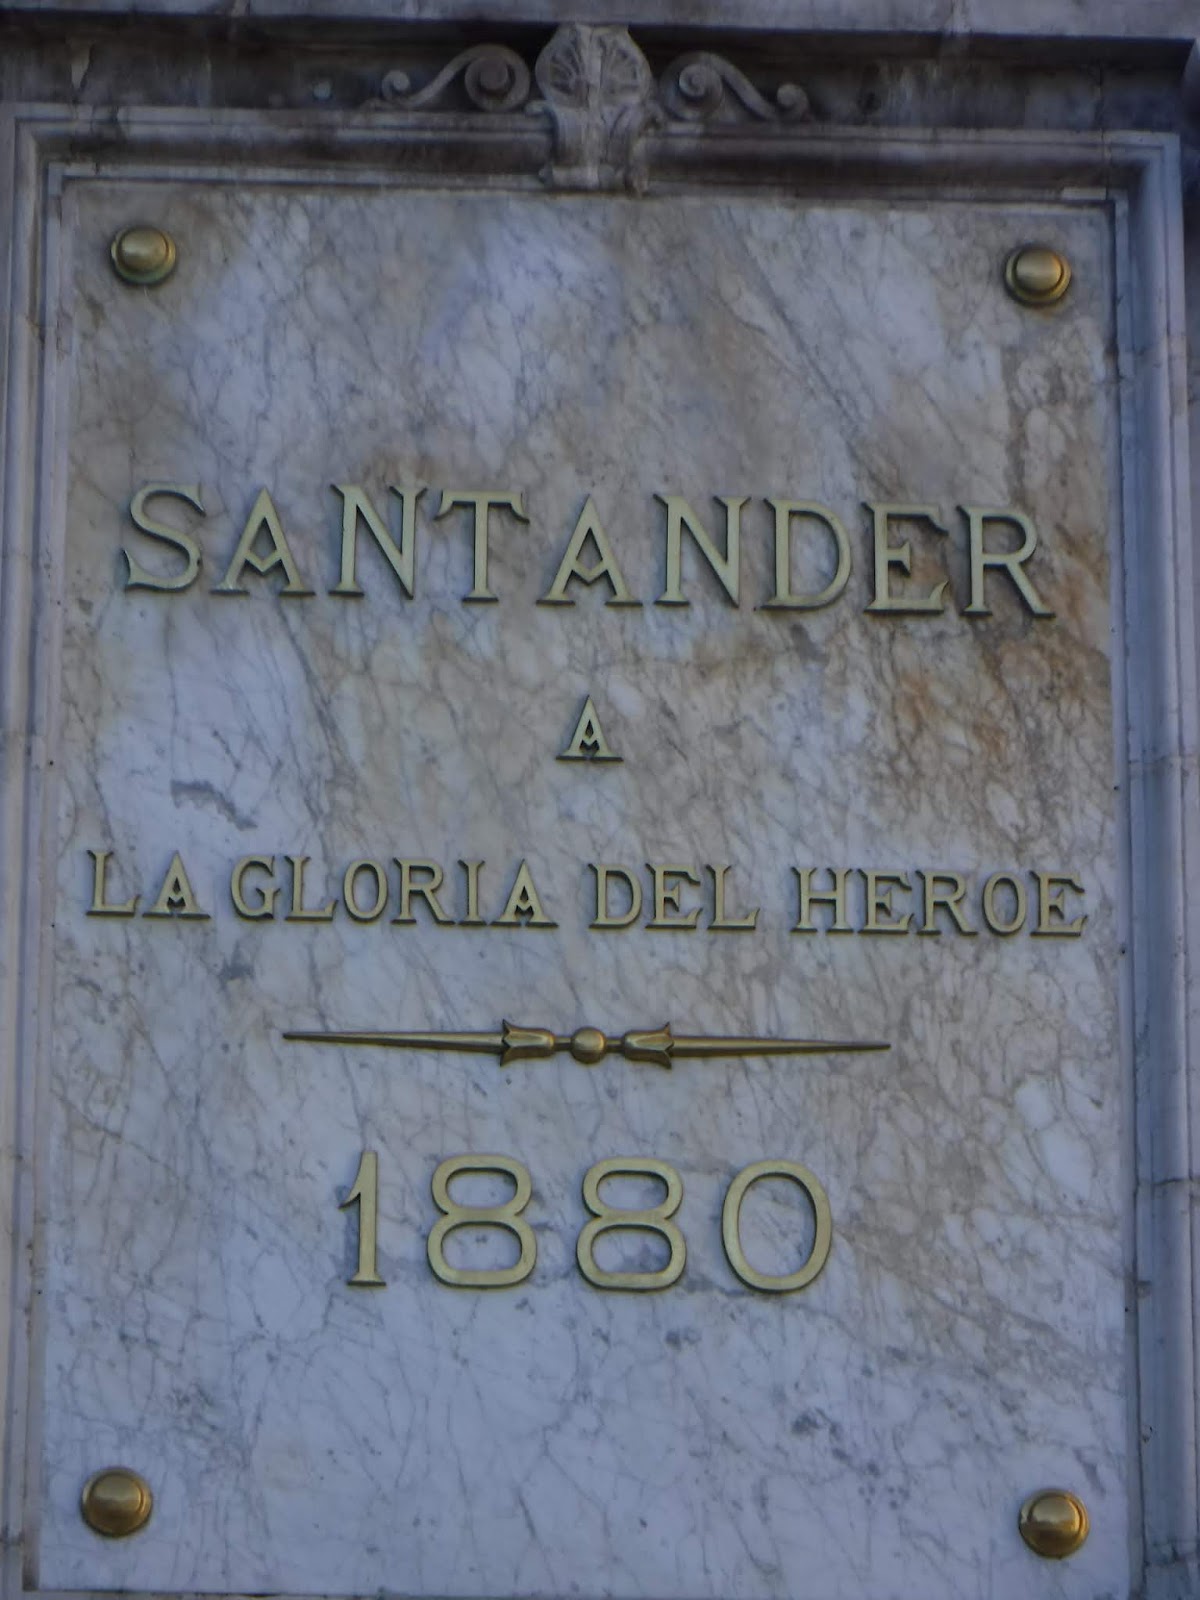 SANTANDER
A
LA GLORIA DEL HEROE
1880